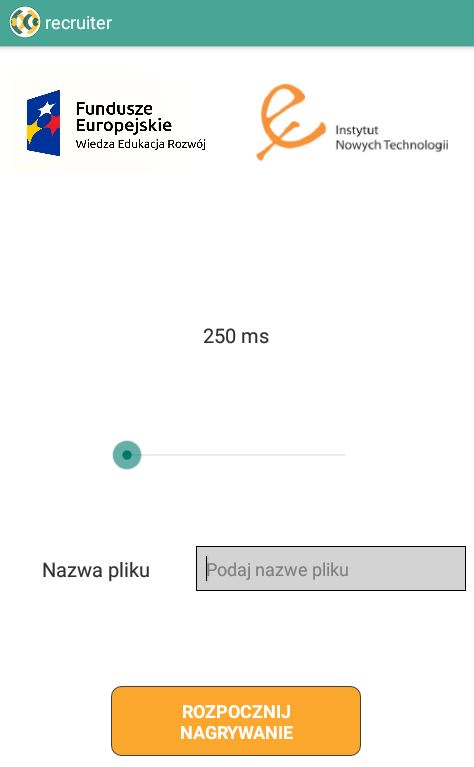 recruiter
Fundusze
Europejskie
Wiedza Edukacja Rozwój
Instytut
Nowych Technologii
250 ms
Nazwa pliku
Podaj nazwe pliku
ROZPOCZNIJ
NAGRYWANIE